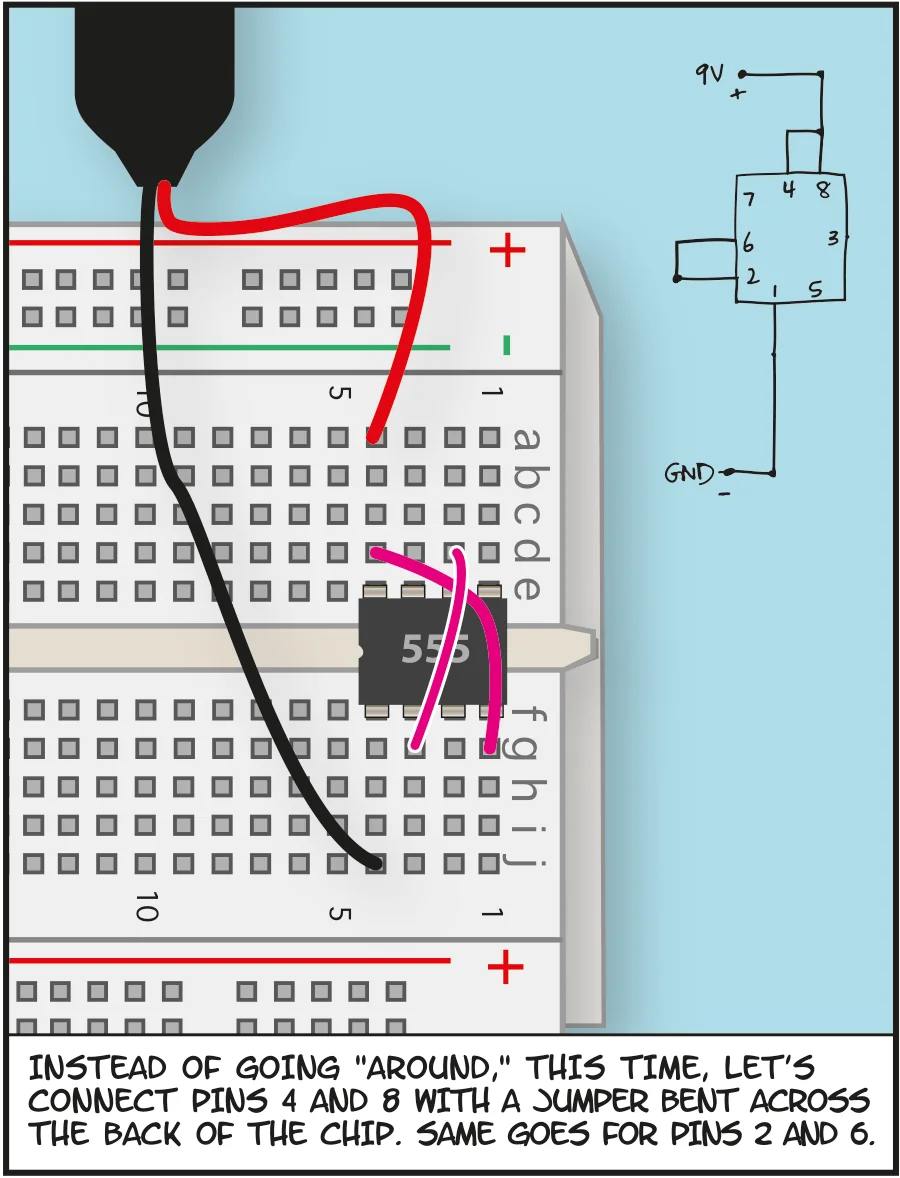 9V
+
7 4 8
6 3
2
1 5
GND
-
+
-
10 5 1
a
b
c
d
e
555
f
g
h
i
j
10 5 1
+
INSTEAD OF GOING "AROUND," THIS TIME, LET'S
CONNECT PINS 4 AND 8 WITH A JUMPER BENT ACROSS
THE BACK OF THE CHIP. SAME GOES FOR PINS 2 AND 6.